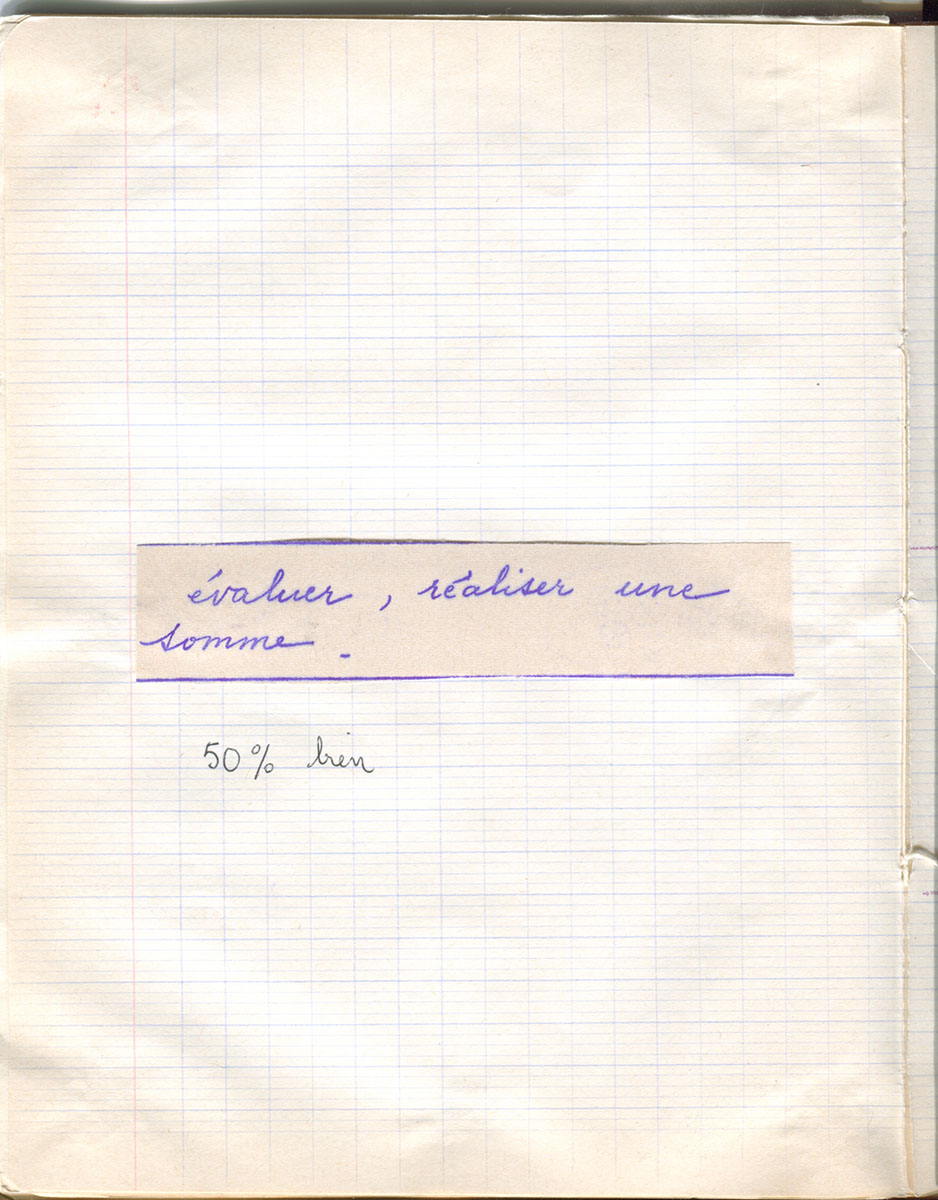 évaluer, réaliser une
somme.
50% bien